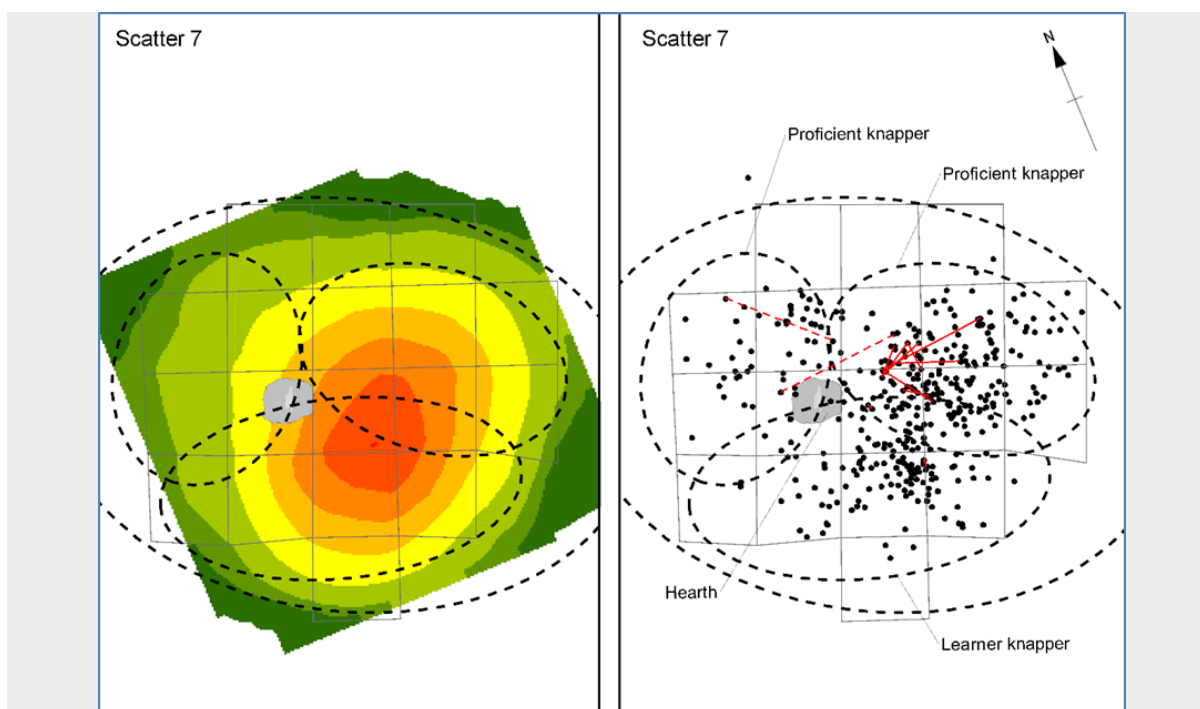 Scatter 7
Scatter 7
N
Proficient knapper
Proficient knapper
Hearth
Learner knapper